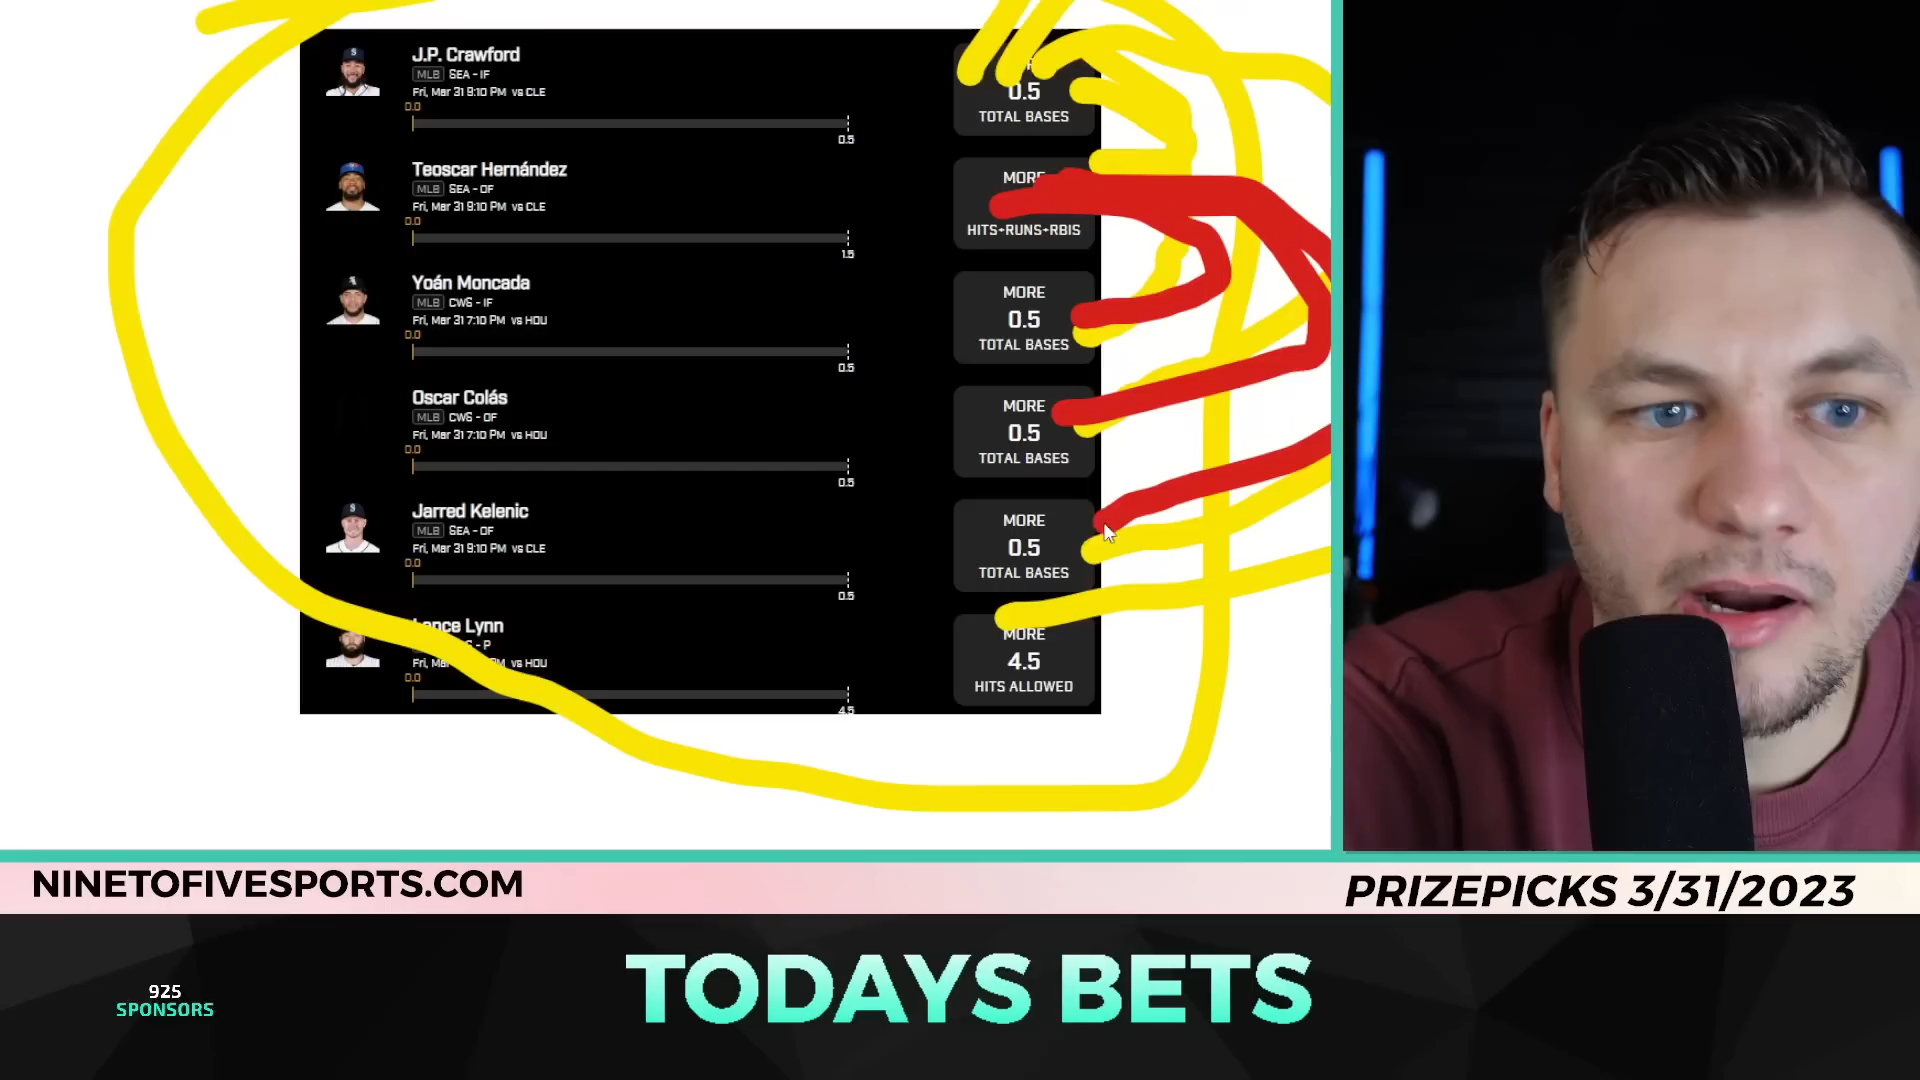 J.P. Crawford
MLB SEA - IF
Fri, Mar 31 9:10 PM vs CLE
0.0
0.5
0.5
TOTAL BASES
Teoscar Hernández
MLB SEA - OF
Fri, Mar 31 9:10 PM vs CLE
0.0
1.5
MORE
HITS+RUNS+RBIS
Yoán Moncada
MLB CWS - IF
Fri, Mar 31 7:10 PM vs HOU
0.0
0.5
MORE
0.5
TOTAL BASES
Oscar Colás
MLB CWS - OF
Fri, Mar 31 7:10 PM vs HOU
0.0
0.5
MORE
0.5
TOTAL BASES
Jarred Kelenic
MLB SEA - OF
Fri, Mar 31 9:10 PM vs CLE
0.0
0.5
MORE
0.5
TOTAL BASES
Lance Lynn
- P
Fri, vs HOU
0.0
4.5
MORE
4.5
HITS ALLOWED
NINETOFIVESPORTS.COM
PRIZEPICKS 3/31/2023
TODAYS BETS
925
SPONSORS